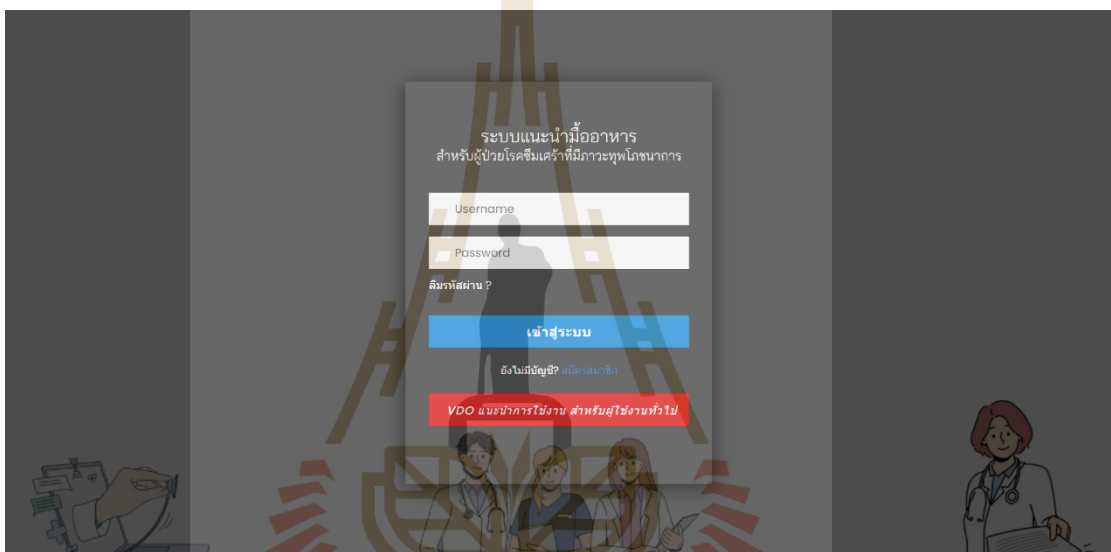 ระบบแนะนำมื้ออาหาร
สำหรับผู้ป่วยโรคซึมเศร้าที่มีภาวะทุพโภชนาการ
Username
Password
ลืมรหัสผ่าน ?
เข้าสู่ระบบ
ยังไม่มีบัญชี? สมัครสมาชิก
VDO แนะนำการใช้งาน สำหรับผู้ใช้งานทั่วไป